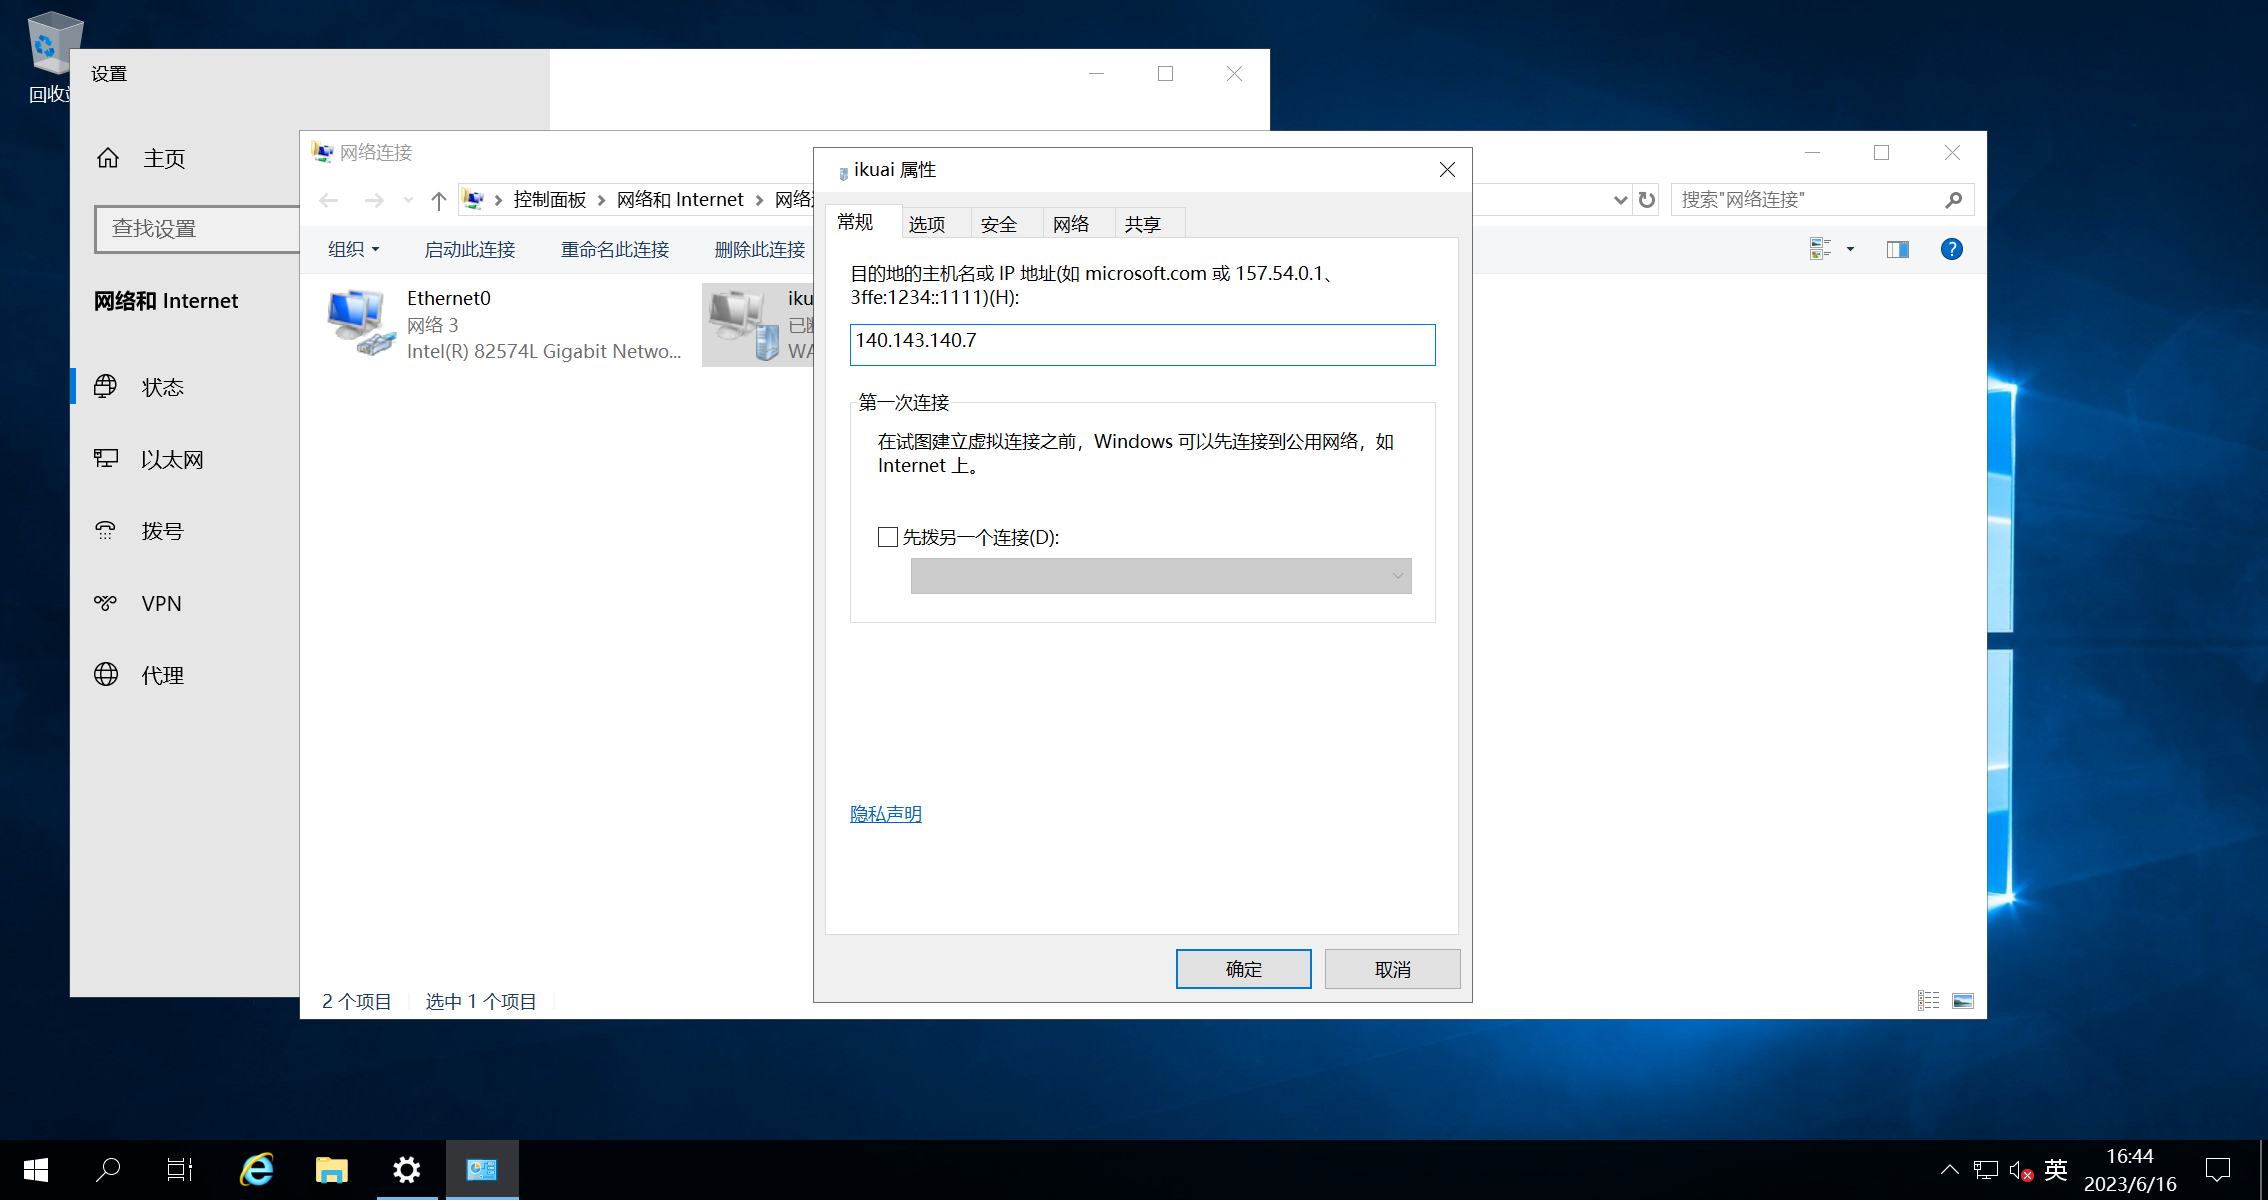 回收
设置
主页
查找设置
网络和 Internet
状态
以太网
拨号
VPN
代理
网络连接
控制面板
网络和 Internet
网络
搜索"网络连接"
组织
启动此连接
重命名此连接
删除此连接
Ethernet0
网络 3
Intel(R) 82574L Gigabit Netwo...
iku
已
WA
2 个项目
选中 1 个项目
ikuai 属性
常规
选项
安全
网络
共享
目的地的主机名或 IP 地址(如 microsoft.com 或 157.54.0.1、
3ffe:1234::1111)(H):
140.143.140.7
第一次连接
在试图建立虚拟连接之前，Windows 可以先连接到公用网络，如
Internet 上。
先拨另一个连接(D):
隐私声明
确定
取消
英
16:44
2023/6/16